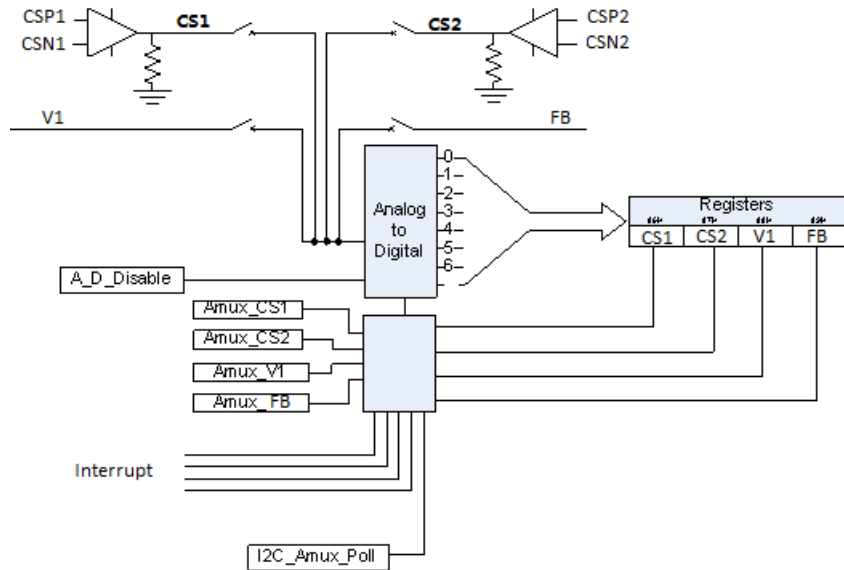 CSP1
CS1
CS2
CSP2
CSN1
CSN2
V1
FB
0
1
2
3
4
5
6
Analog
to
Digital
Registers
CS1 CS2 V1 FB
A_D_Disable
Amux_CS1
Amux_CS2
Amux_V1
Amux_FB
Interrupt
I2C_Amux_Poll